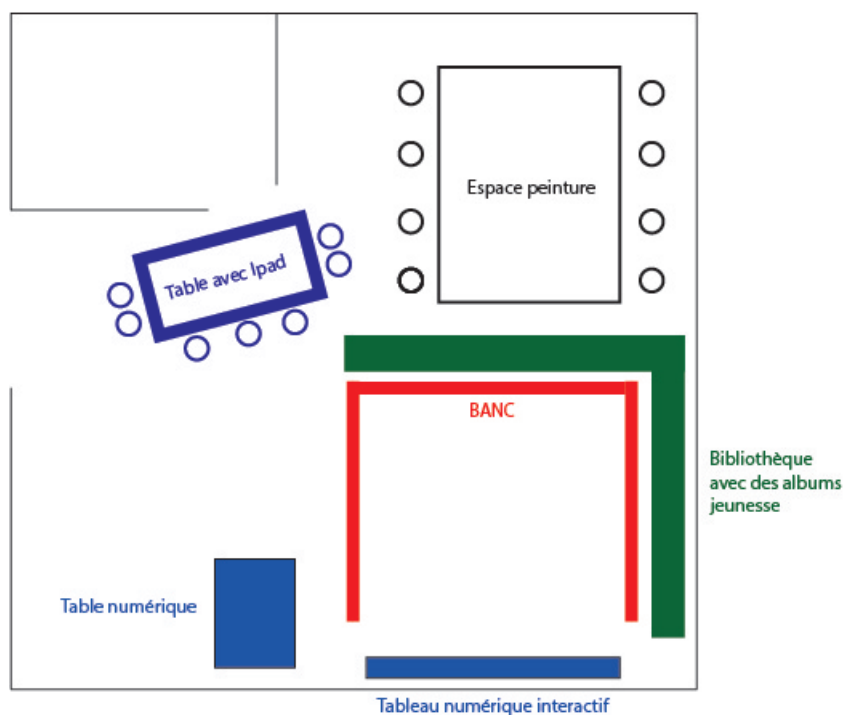 Espace peinture
Table avec Ipad
BANC
Bibliothèque
avec des albums
jeunesse
Table numérique
Tableau numérique interactif